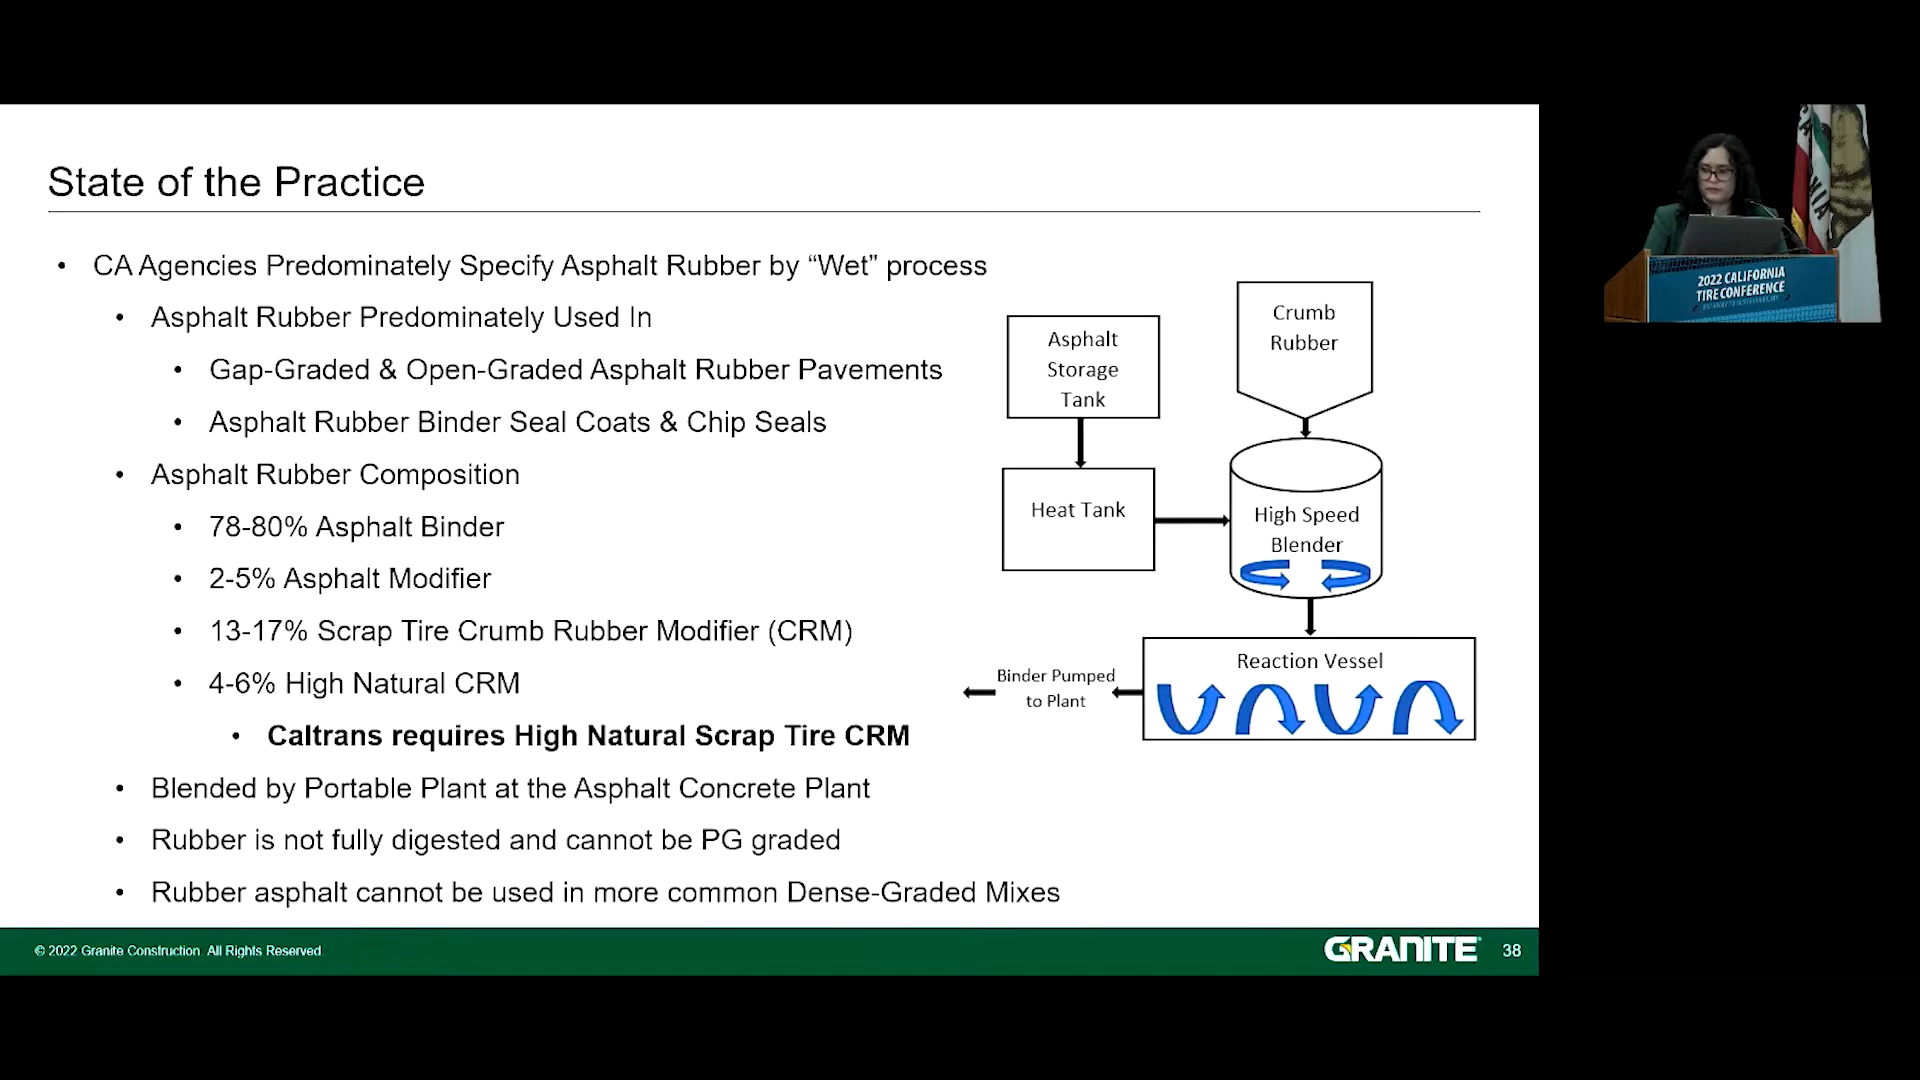 State of the Practice
• CA Agencies Predominately Specify Asphalt Rubber by “Wet” process
• Asphalt Rubber Predominately Used In
• Gap-Graded & Open-Graded Asphalt Rubber Pavements
• Asphalt Rubber Binder Seal Coats & Chip Seals
• Asphalt Rubber Composition
• 78-80% Asphalt Binder
• 2-5% Asphalt Modifier
• 13-17% Scrap Tire Crumb Rubber Modifier (CRM)
• 4-6% High Natural CRM
• Caltrans requires High Natural Scrap Tire CRM
• Blended by Portable Plant at the Asphalt Concrete Plant
• Rubber is not fully digested and cannot be PG graded
• Rubber asphalt cannot be used in more common Dense-Graded Mixes
Asphalt
Storage
Tank
Crumb
Rubber
Heat Tank
High Speed
Blender
Reaction Vessel
Binder Pumped
to Plant
© 2022 Granite Construction. All Rights Reserved.
GRANITE
38
2022 CALIFORNIA
TIRE CONFERENCE